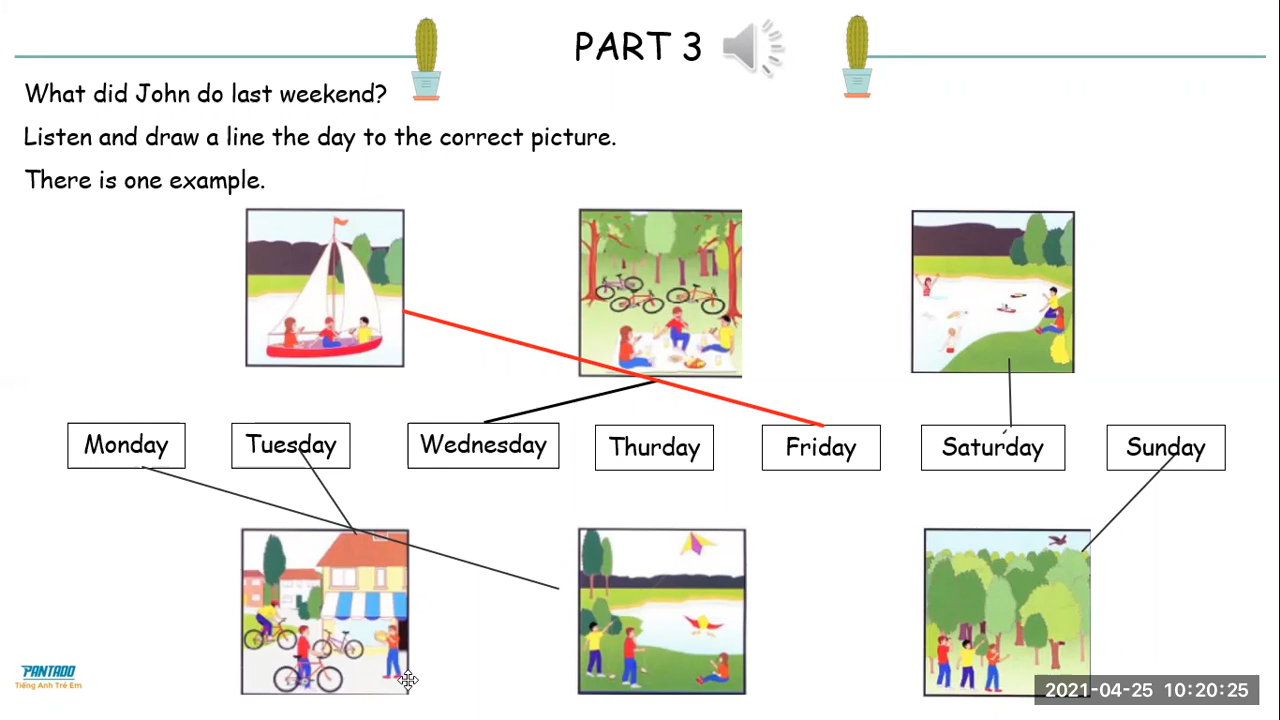 PART 3
What did John do last weekend?
Listen and draw a line the day to the correct picture.
There is one example.
Monday
Tuesday
Wednesday
Thurday
Friday
Saturday
Sunday
PANTADO
Tiếng Anh Trẻ Em
2021-04-25 10:20:25